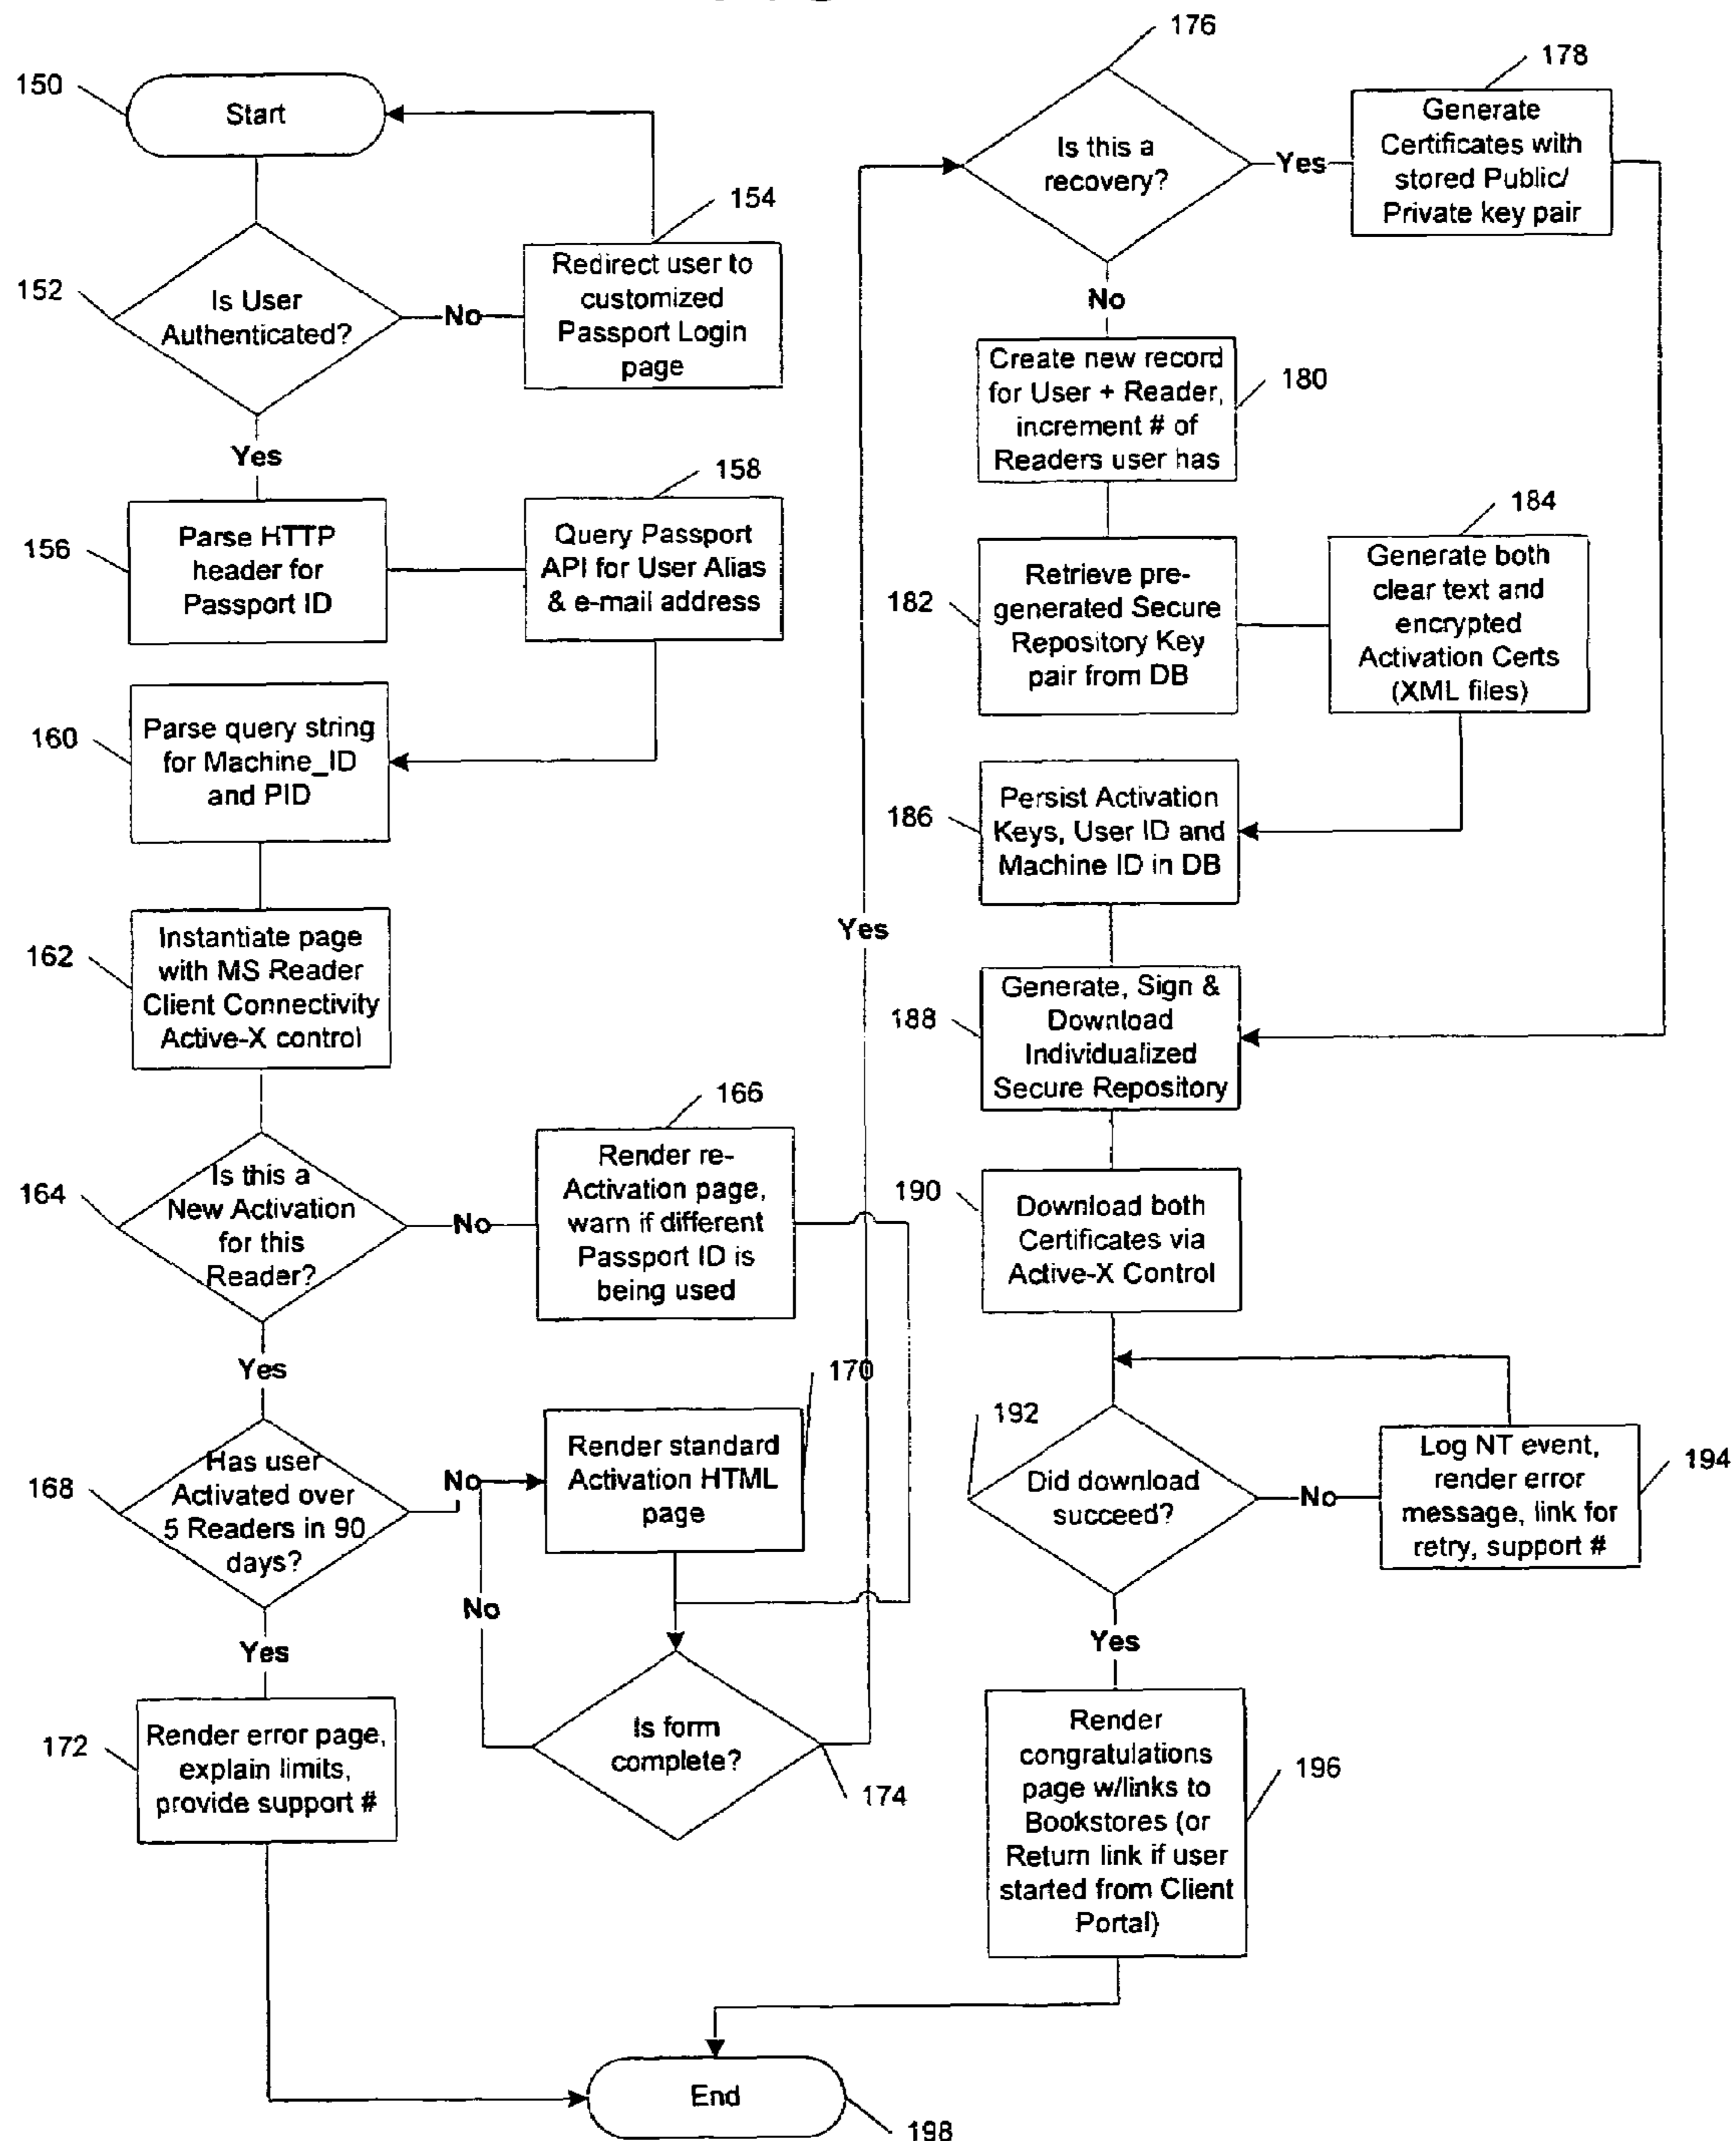 150
Start
154
152
Is User
Authenticated?
No
Redirect user to
customized
Passport Login
page
Yes
158
156
Parse HTTP
header for
Passport ID
Query Passport
API for User Alias
& e-mail address
160
Parse query string
for Machine_ID
and PID
162
Instantiate page
with MS Reader
Client Connectivity
Active-X control
166
164
Is this a
New Activation
for this
Reader?
No
Render re-
Activation page,
warn if different
Passport ID is
being used
Yes
170
168
Has user
Activated over
5 Readers in 90
days?
No
Render standard
Activation HTML
page
No
Yes
172
Render error page,
explain limits,
provide support #
Is form
complete?
174
Yes
176
Is this a
recovery?
Yes
178
Generate
Certificates with
stored Public/
Private key pair
No
Create new record
for User + Reader,
increment # of
Readers user has
180
184
182
Retrieve pre-
generated Secure
Repository Key
pair from DB
Generate both
clear text and
encrypted
Activation Certs
(XML files)
186
Persist Activation
Keys, User ID and
Machine ID in DB
188
Generate, Sign &
Download
Individualized
Secure Repository
190
Download both
Certificates via
Active-X Control
192
Did download
succeed?
No
Log NT event,
render error
message, link for
retry, support #
194
Yes
Render
congratulations
page w/links to
Bookstores (or
Return link if user
started from Client
Portal)
196
End
198